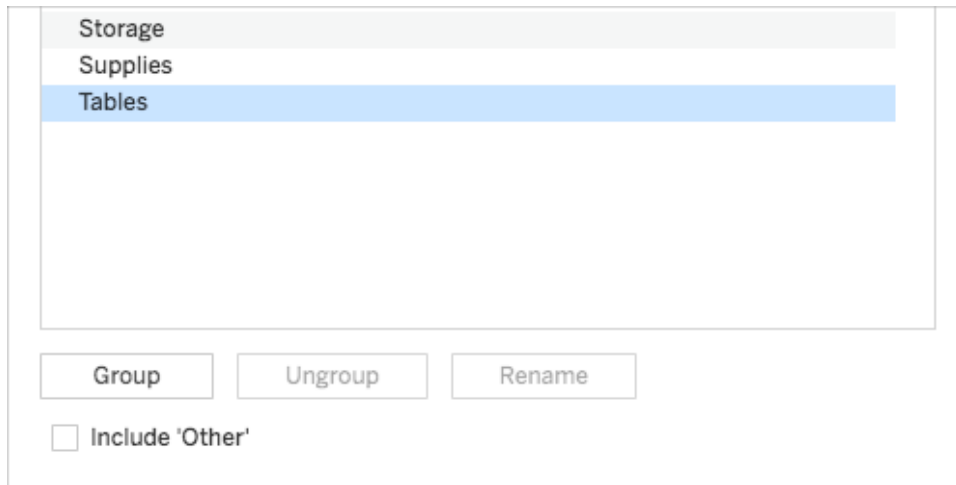 Storage
Supplies
Tables
Group Ungroup Rename
Include 'Other'